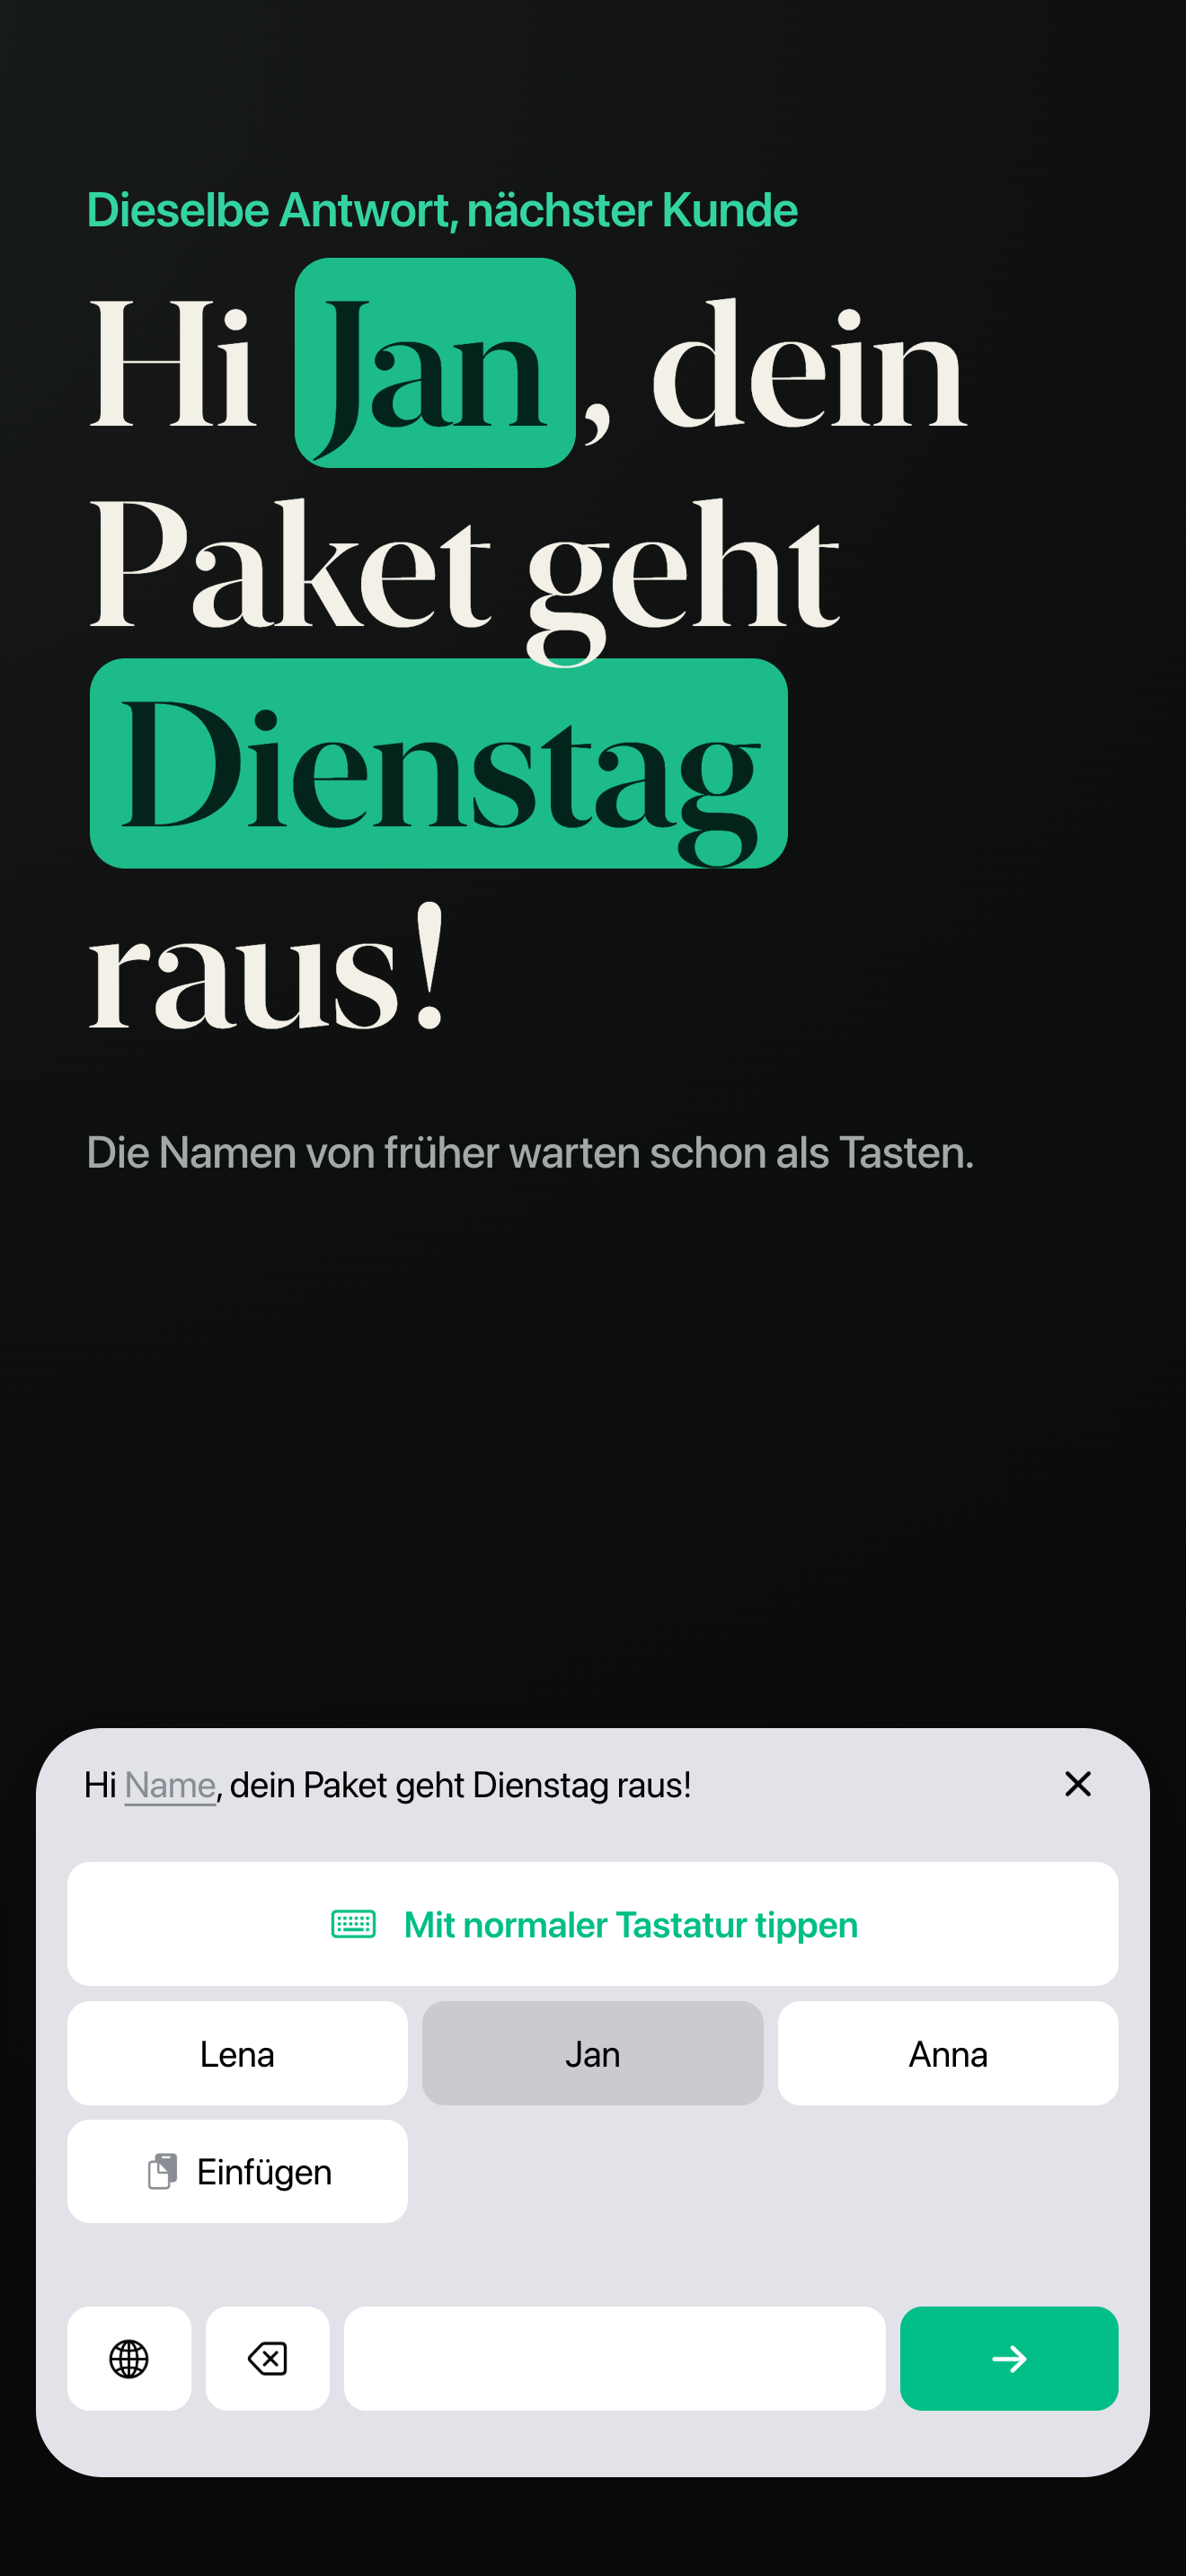 Dieselbe Antwort, nächster Kunde
Hi Jan, dein
Paket geht
Dienstag
raus!
Die Namen von früher warten schon als Tasten.
Hi Name, dein Paket geht Dienstag raus!
Mit normaler Tastatur tippen
Lena Jan Anna
Einfügen